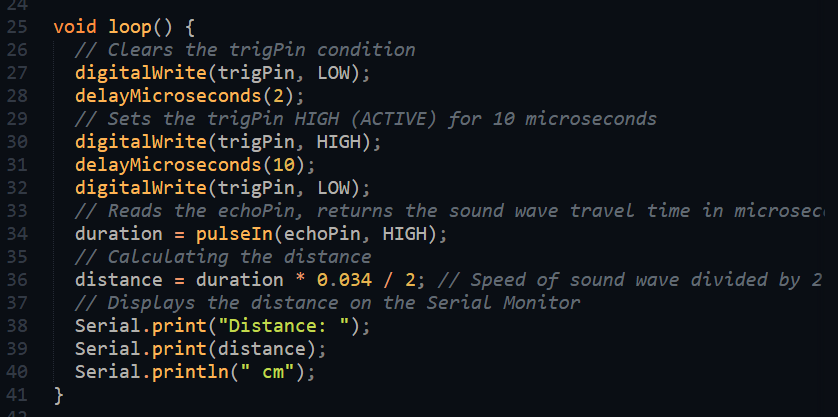 24
25 void loop() {
26 // Clears the trigPin condition
27 digitalWrite(trigPin, LOW);
28 delayMicroseconds(2);
29 // Sets the trigPin HIGH (ACTIVE) for 10 microseconds
30 digitalWrite(trigPin, HIGH);
31 delayMicroseconds(10);
32 digitalWrite(trigPin, LOW);
33 // Reads the echoPin, returns the sound wave travel time in microsec
34 duration = pulseIn(echoPin, HIGH);
35 // Calculating the distance
36 distance = duration * 0.034 / 2; // Speed of sound wave divided by 2
37 // Displays the distance on the Serial Monitor
38 Serial.print("Distance: ");
39 Serial.print(distance);
40 Serial.println(" cm");
41 }